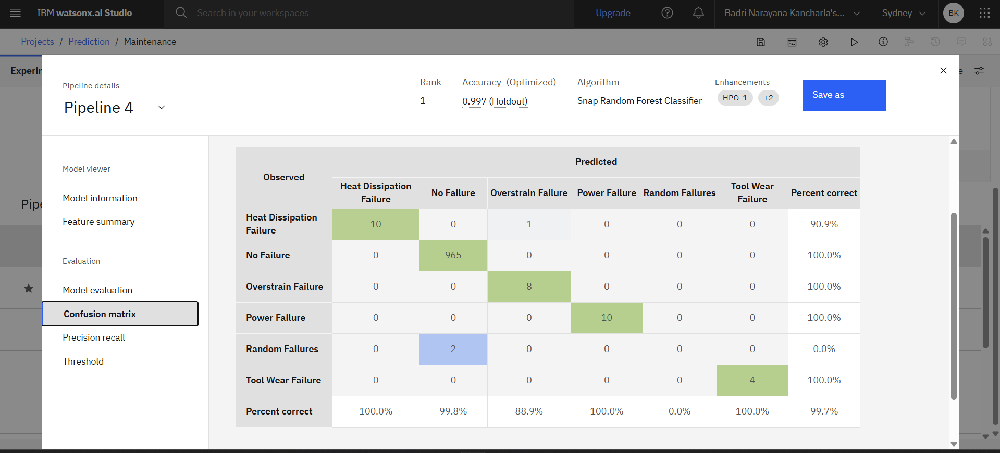 IBM watsonx.ai Studio
Search in your workspaces
Upgrade
Badri Narayana Kancharla's...
Sydney
BK
Projects / Prediction / Maintenance
Pipeline details
Pipeline 4
Rank
1
Accuracy (Optimized)
0.997 (Holdout)
Algorithm
Snap Random Forest Classifier
Enhancements
HPO-1 +2
Save as
Model viewer
Model information
Feature summary
Evaluation
Model evaluation
Confusion matrix
Precision recall
Threshold
Observed
Predicted
Heat Dissipation Failure No Failure Overstrain Failure Power Failure Random Failures Tool Wear Failure Percent correct
Heat Dissipation Failure 10 0 1 0 0 0 90.9%
No Failure 0 965 0 0 0 0 100.0%
Overstrain Failure 0 0 8 0 0 0 100.0%
Power Failure 0 0 0 10 0 0 100.0%
Random Failures 0 2 0 0 0 0 0.0%
Tool Wear Failure 0 0 0 0 0 4 100.0%
Percent correct 100.0% 99.8% 88.9% 100.0% 0.0% 100.0% 99.7%